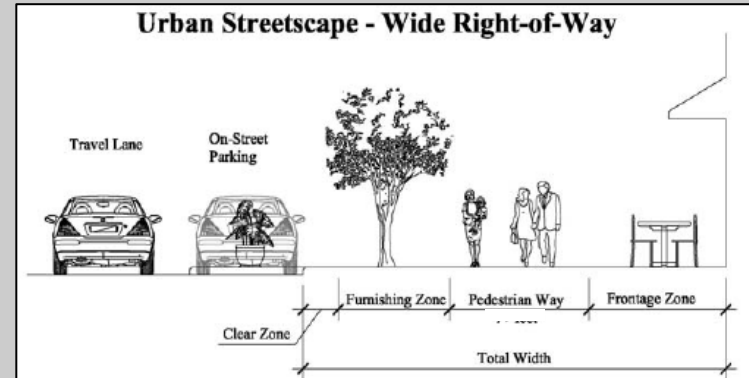 Urban Streetscape - Wide Right-of-Way
Travel Lane
On-Street
Parking
Furnishing Zone
Pedestrian Way
Frontage Zone
Clear Zone
Total Width